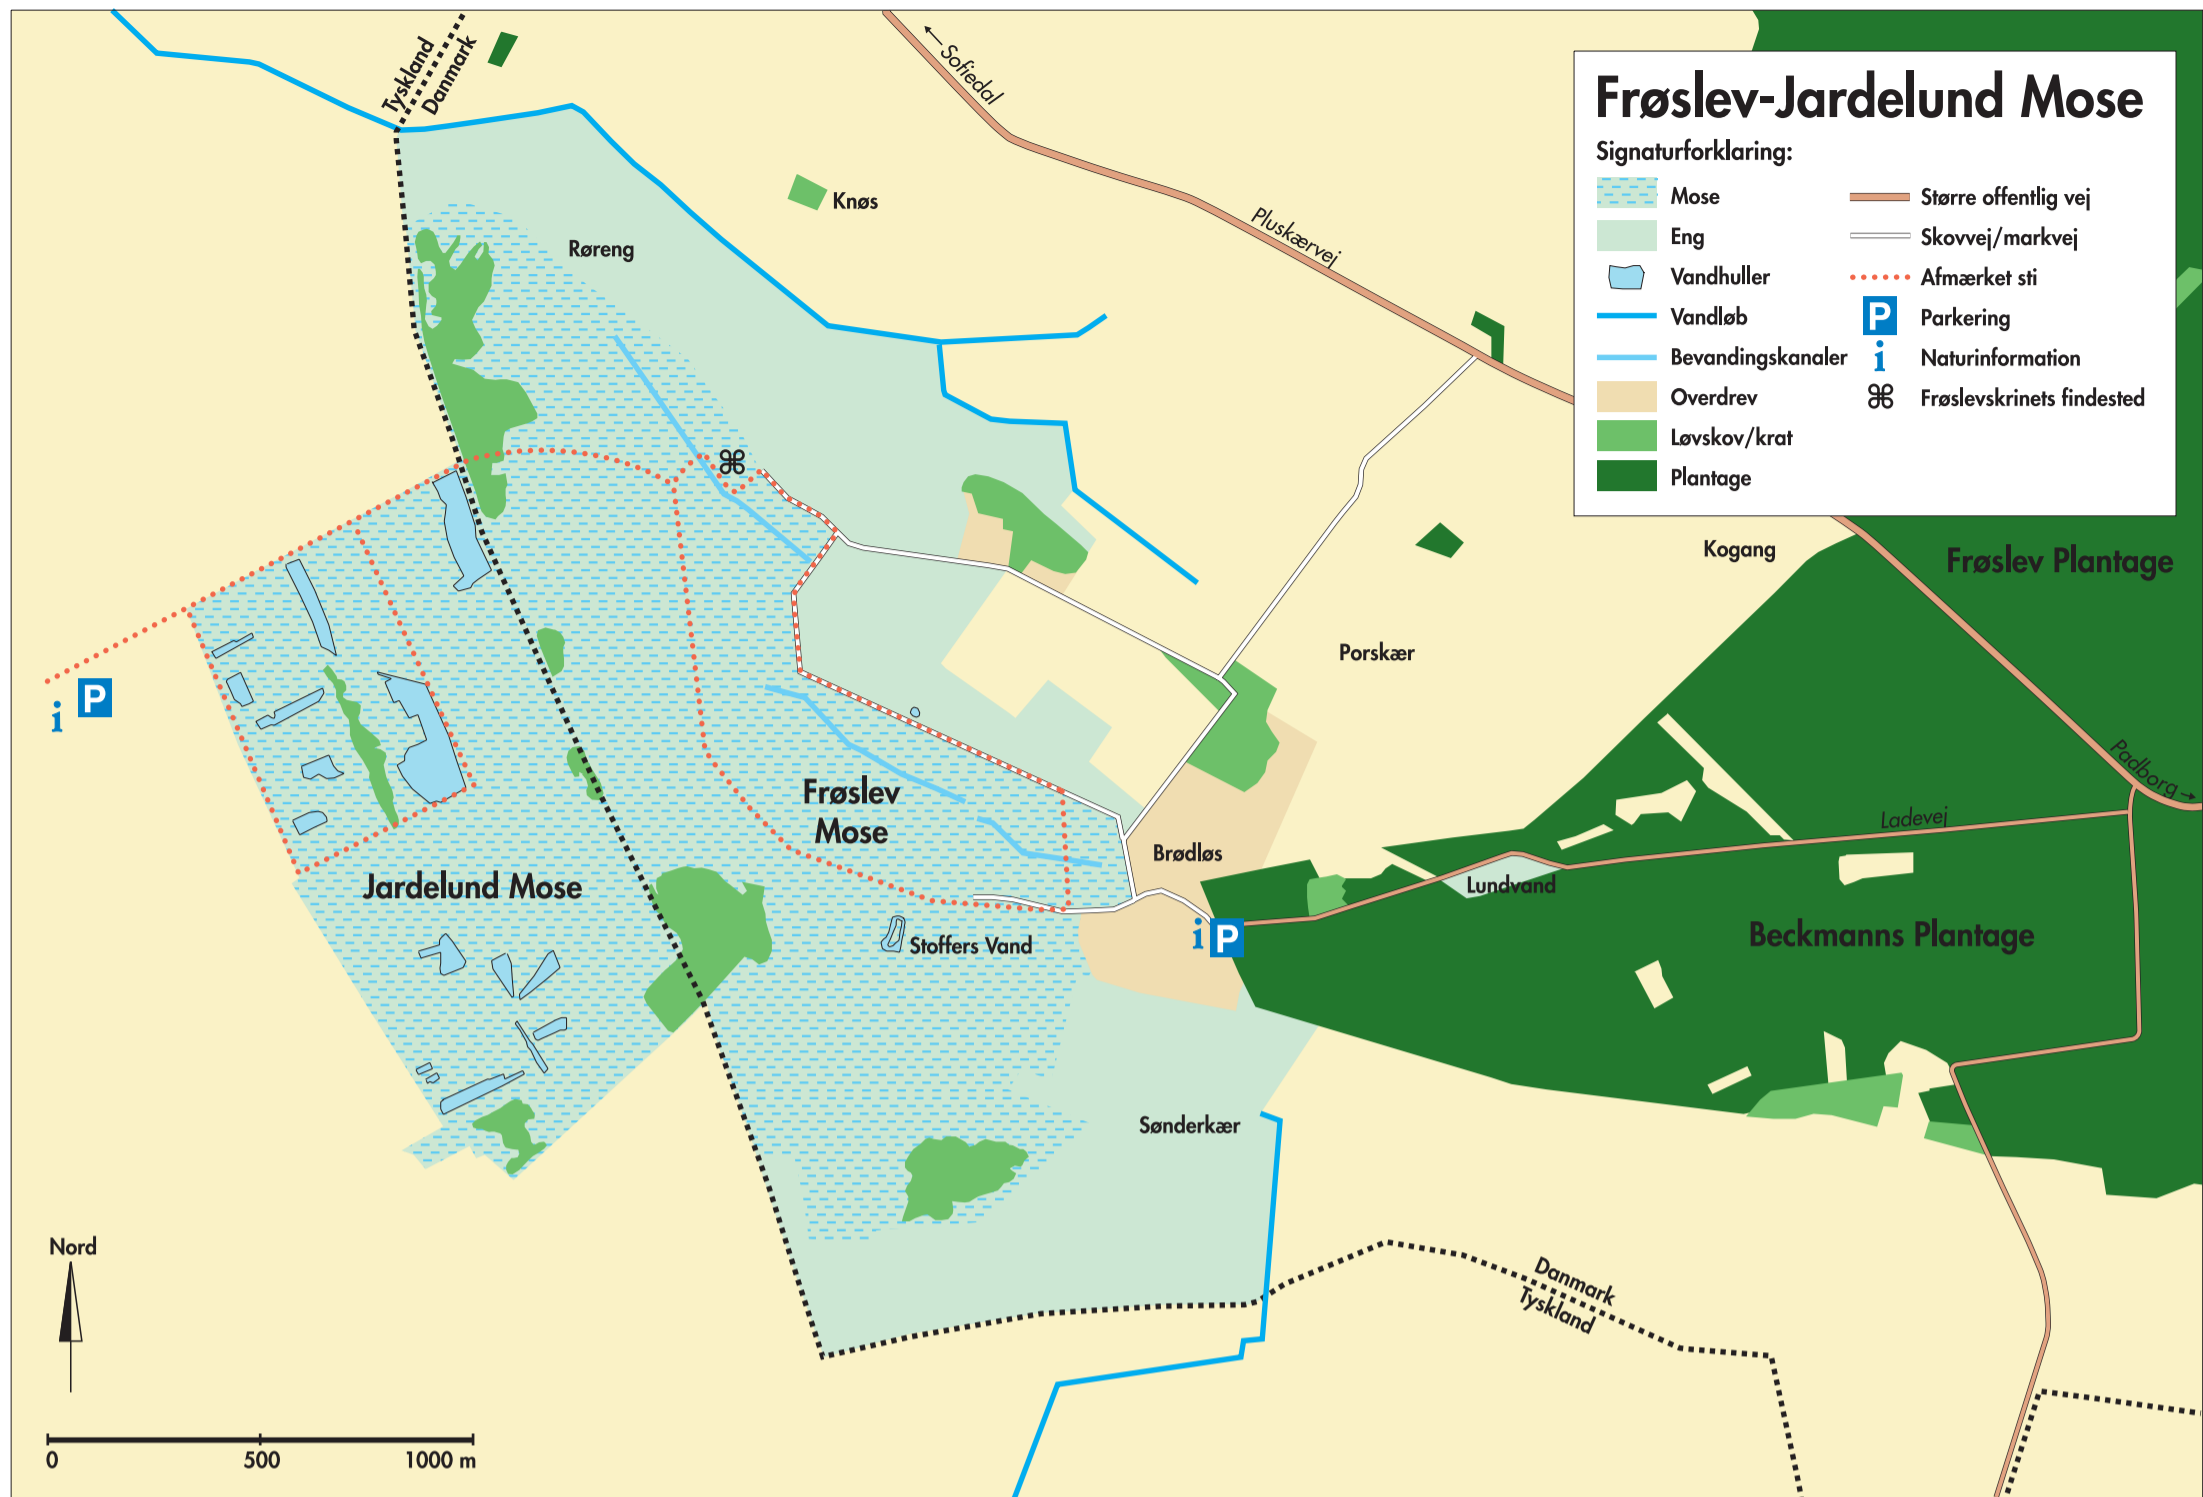 Frøslev-Jardelund Mose
Signaturforklaring:
Mose
Eng
Vandhuller
Vandløb
Bevandingskanaler
Overdrev
Løvskov/krat
Plantage
Større offentlig vej
Skovvej/markvej
Afmærket sti
P
Parkering
i
Naturinformation
⌘
Frøslevskrinets findested
Tyskland
Danmark
← Sofiedal
Knøs
Røreng
Pluskærvej
⌘
Kogang
Frøslev Plantage
Porskær
P
i
Padborg →
Frøslev
Mose
Ladevej
Brødløs
Jardelund Mose
Lundvand
i P
Stoffers Vand
Beckmanns Plantage
Sønderkær
Nord
Danmark
Tyskland
0 500 1000 m